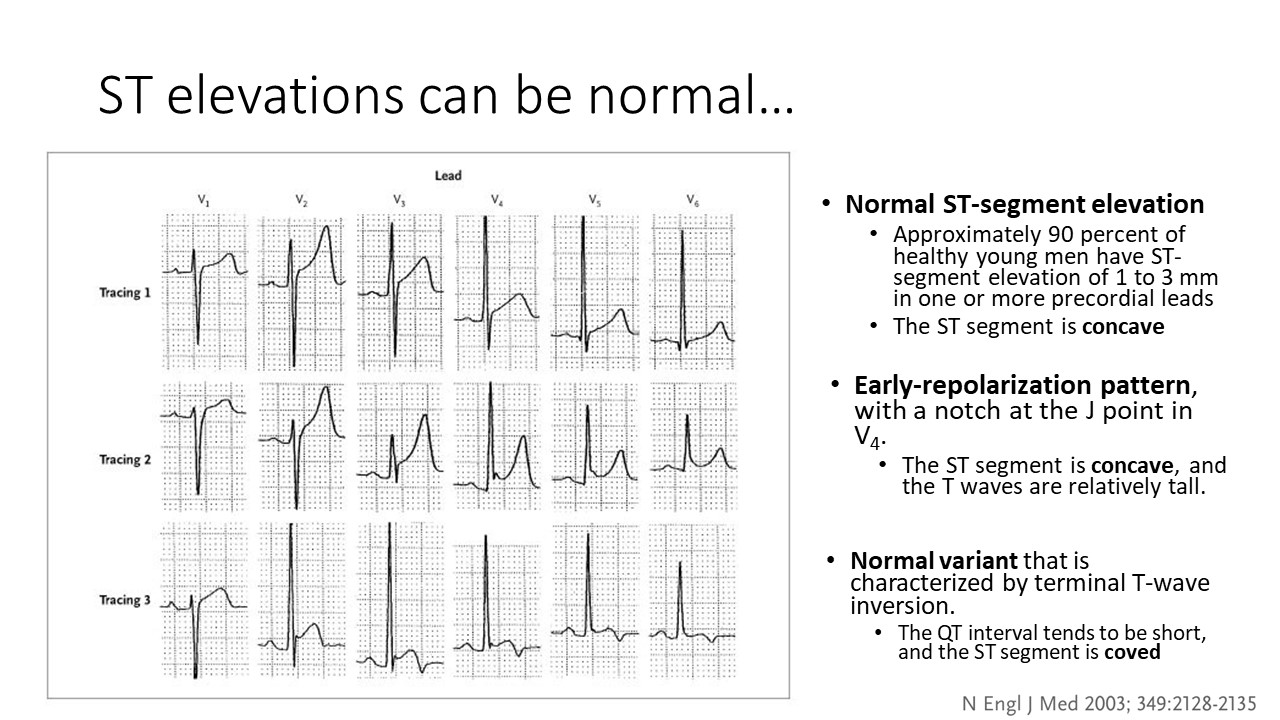 ST elevations can be normal...
Lead
V1 V2 V3 V4 V5 V6
Tracing 1
Tracing 2
Tracing 3
• Normal ST-segment elevation
• Approximately 90 percent of
healthy young men have ST-
segment elevation of 1 to 3 mm
in one or more precordial leads
• The ST segment is concave
• Early-repolarization pattern,
with a notch at the J point in
V4.
• The ST segment is concave, and
the T waves are relatively tall.
• Normal variant that is
characterized by terminal T-wave
inversion.
• The QT interval tends to be short,
and the ST segment is coved
N Engl J Med 2003; 349:2128-2135